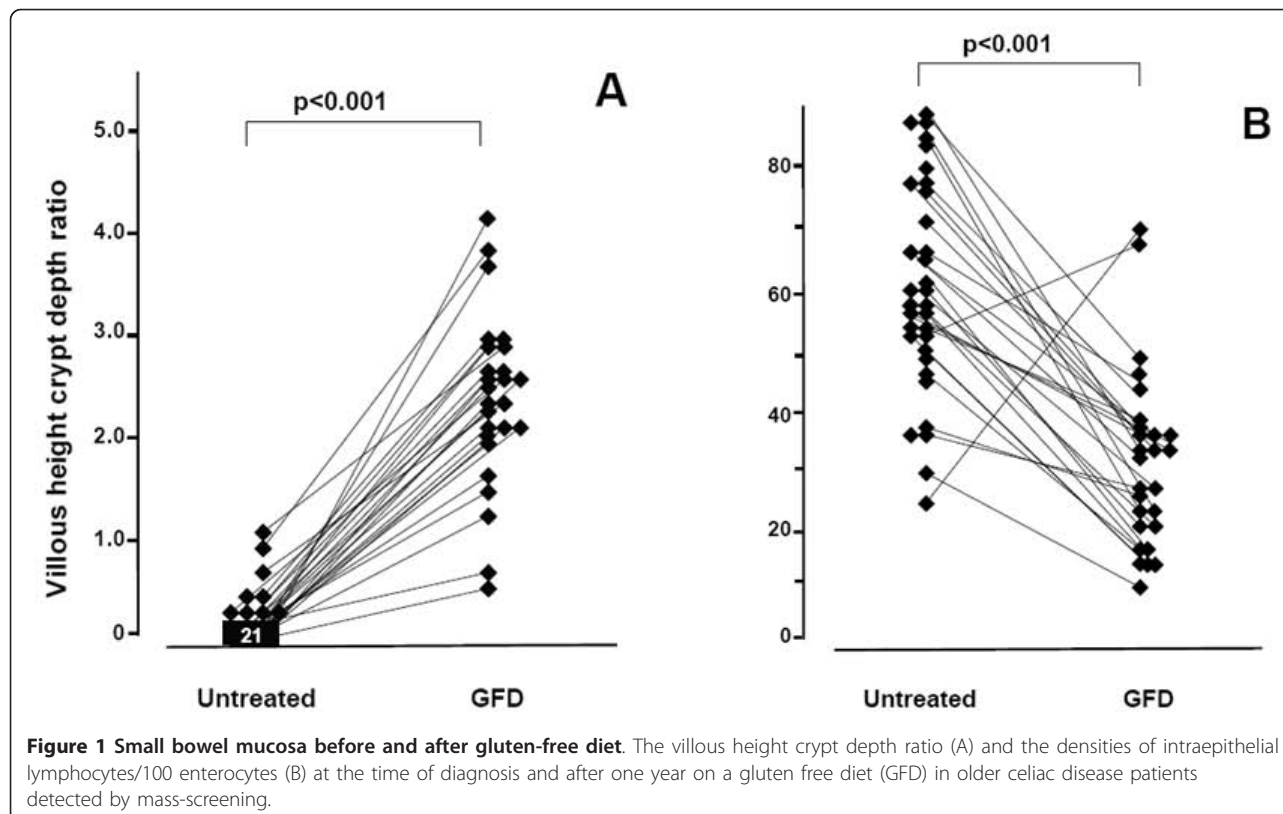 p<0.001
A
Villous height crypt depth ratio
5.0
4.0
3.0
2.0
1.0
0
21
Untreated
GFD
p<0.001
B
80
60
40
20
0
Untreated
GFD
Figure 1 Small bowel mucosa before and after gluten-free diet. The villous height crypt depth ratio (A) and the densities of intraepithelial
lymphocytes/100 enterocytes (B) at the time of diagnosis and after one year on a gluten free diet (GFD) in older celiac disease patients
detected by mass-screening.